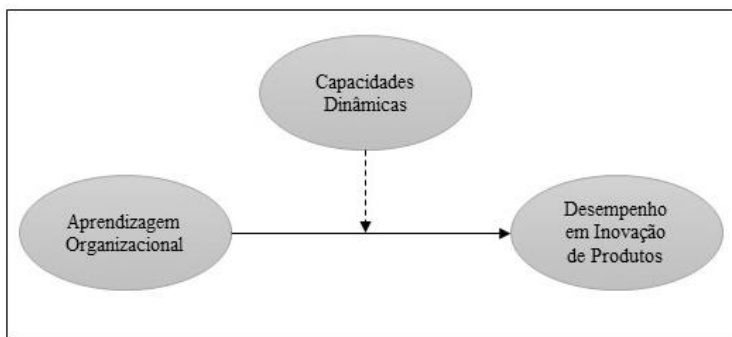 Capacidades
Dinâmicas
Aprendizagem
Organizacional
Desempenho
em Inovação
de Produtos